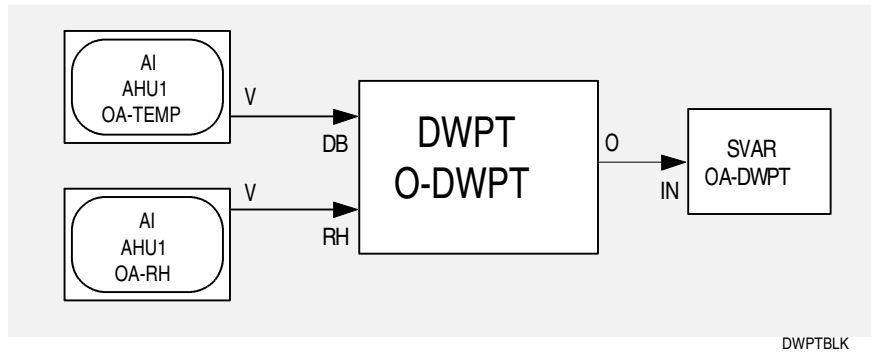 AI
AHU1
OA-TEMP
V
DB
AI
AHU1
OA-RH
V
RH
DWPT
O-DWPT
O
IN
SVAR
OA-DWPT
DWPTBLK